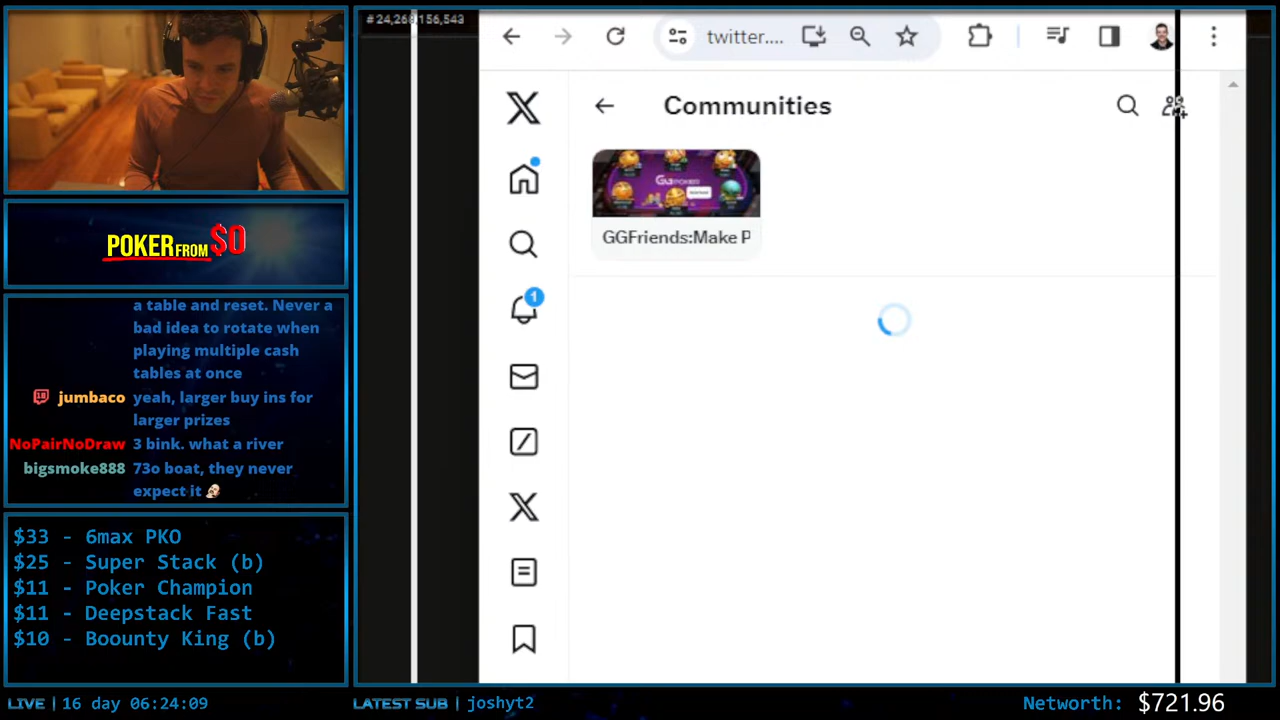 # 24,26 ,156,543
twitter....
Communities
GGPOKER
GGFriends:Make P
1
POKER FROM $0
a table and reset. Never a
bad idea to rotate when
playing multiple cash
tables at once
jumbaco yeah, larger buy ins for
larger prizes
NoPairNoDraw 3 bink. what a river
bigsmoke888 73o boat, they never
expect it
$33 - 6max PKO
$25 - Super Stack (b)
$11 - Poker Champion
$11 - Deepstack Fast
$10 - Boounty King (b)
LIVE | 16 day 06:24:09
LATEST SUB | joshyt2
Networth: $721.96